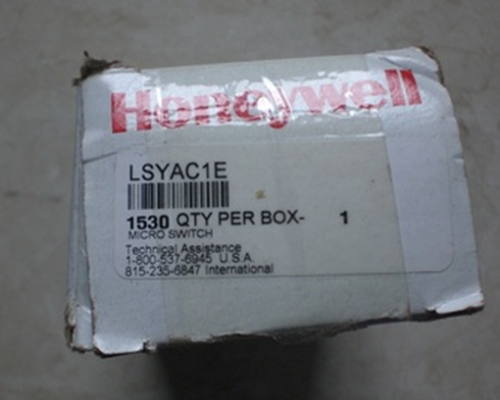 Honeywell
LSYAC1E
1530 QTY PER BOX- 1
MICRO SWITCH
Technical Assistance
1-800-537-6945 U.S.A.
815-235-6847 International